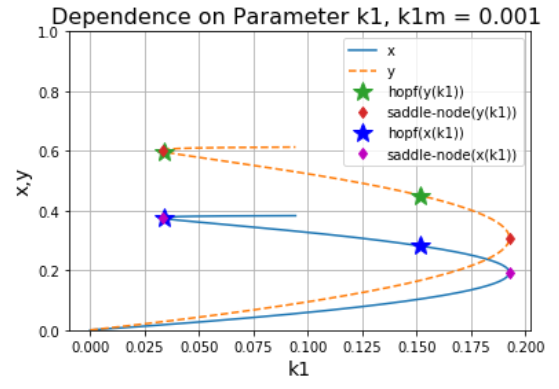 Dependence on Parameter k1, k1m = 0.001
x
y
hopf(y(k1))
saddle-node(y(k1))
hopf(x(k1))
saddle-node(x(k1))
1.0
0.8
0.6
0.4
0.2
0.0
x,y
0.000 0.025 0.050 0.075 0.100 0.125 0.150 0.175 0.200
k1